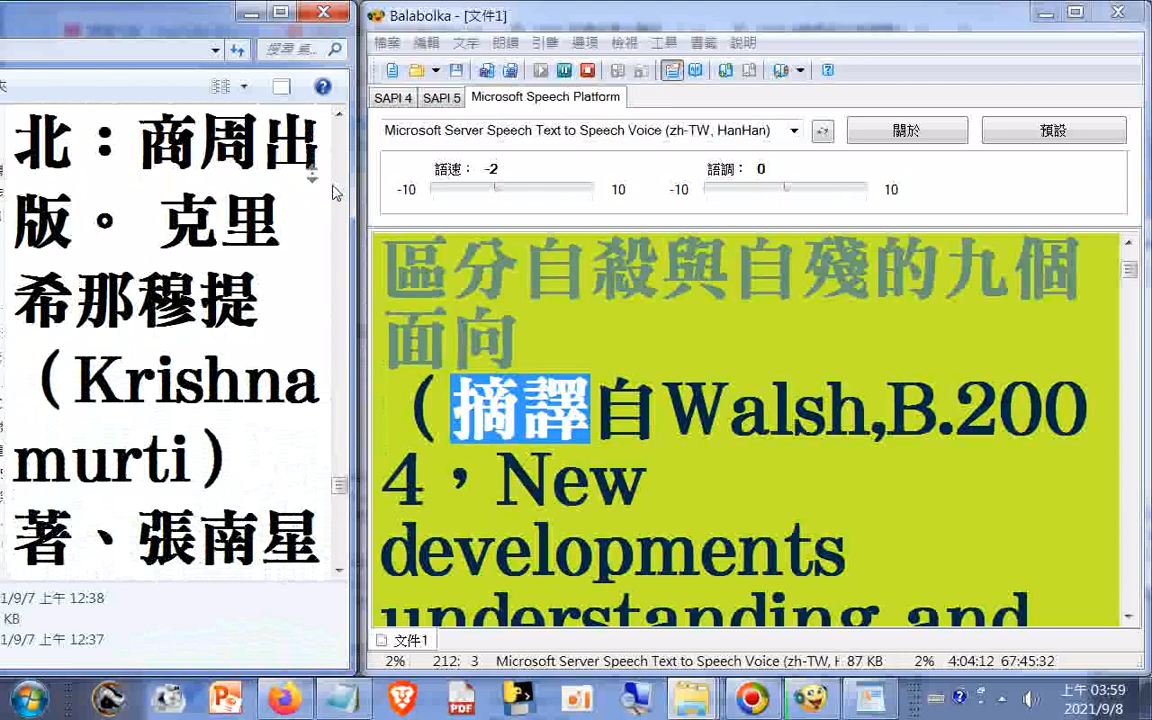 搜尋桌...
北：商周出
版。 克里
希那穆提
（Krishna
murti）
著、張南星
1/9/7 上午 12:38
KB
1/9/7 上午 12:37
Balabolka - [文件1]
檔案 編輯 文字 朗讀 引擎 選項 檢視 工具 書籤 說明
SAPI 4 SAPI 5 Microsoft Speech Platform
Microsoft Server Speech Text to Speech Voice (zh-TW, HanHan) 關於 預設
語速： -2 語調： 0
-10 10 -10 10
區分自殺與自殘的九個
面向
（摘譯自Walsh,B.200
4，New
developments
understanding and
文件1
2% 212: 3 Microsoft Server Speech Text to Speech Voice (zh-TW, H 87 KB 2% 4:04:12 67:45:32
PDF
上午 03:59
2021/9/8